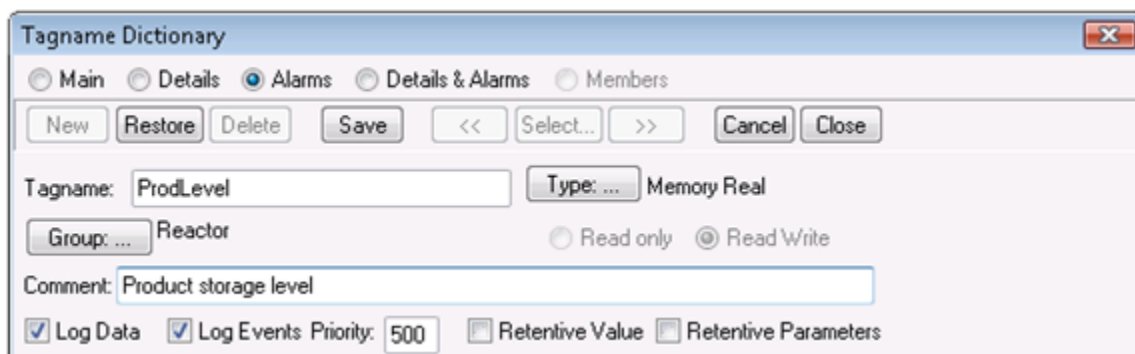 Tagname Dictionary
Main Details Alarms Details & Alarms Members
New Restore Delete Save << Select... >> Cancel Close
Tagname: ProdLevel Type: ... Memory Real
Group: ... Reactor Read only Read Write
Comment: Product storage level
Log Data Log Events Priority: 500 Retentive Value Retentive Parameters